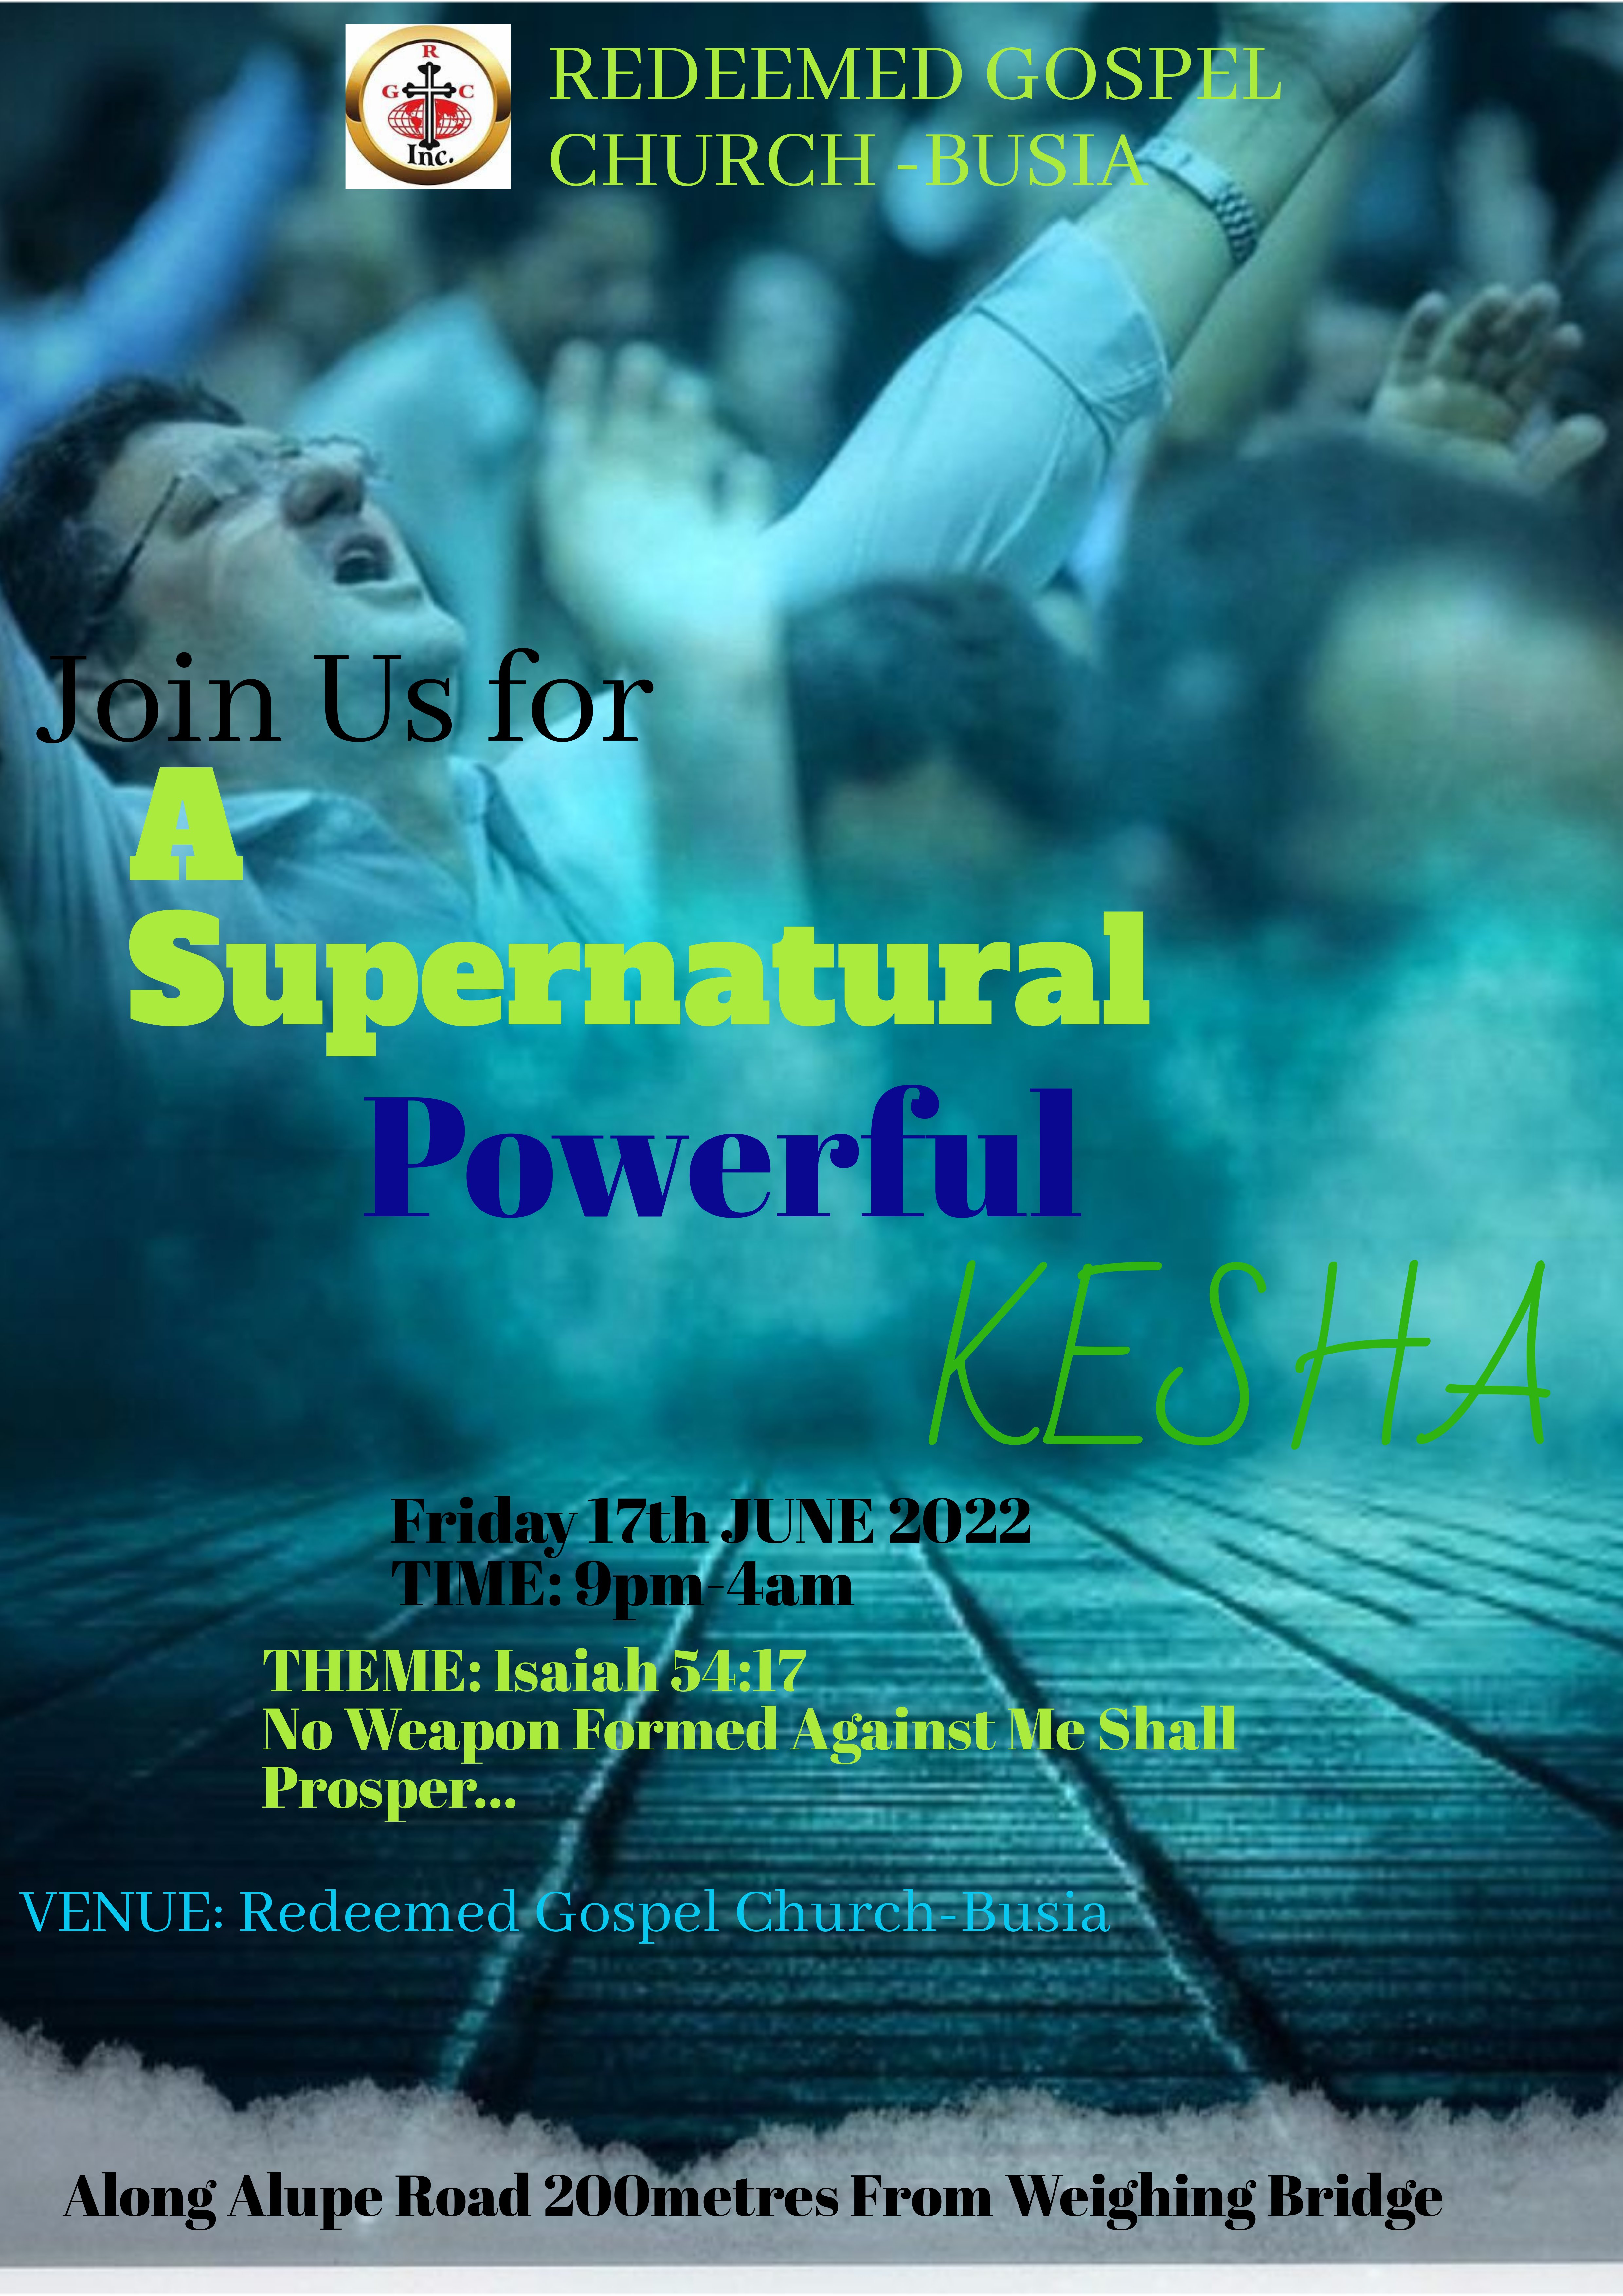 R
G C
Inc.
REDEEMED GOSPEL
CHURCH -BUSIA
Join Us for
A
Supernatural
Powerful
KESHA
Friday 17th JUNE 2022
TIME: 9pm-4am
THEME: Isaiah 54:17
No Weapon Formed Against Me Shall
Prosper...
VENUE: Redeemed Gospel Church-Busia
Along Alupe Road 200metres From Weighing Bridge